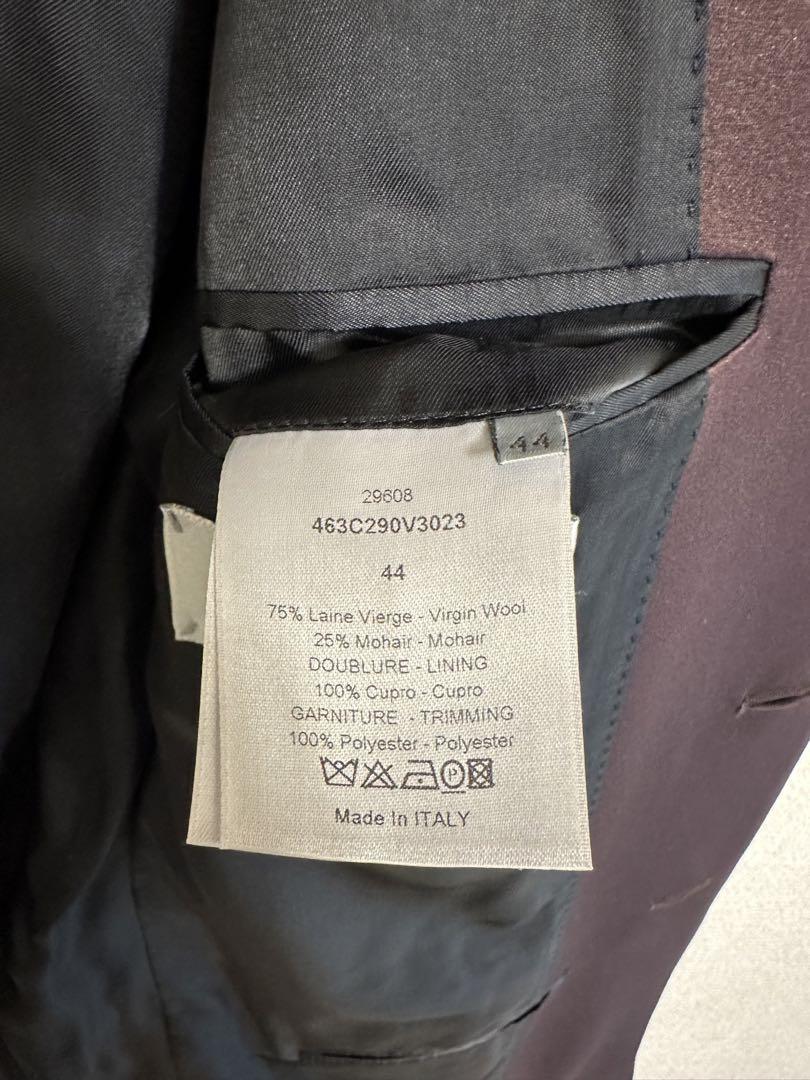 44
29608
463C290V3023
44
75% Laine Vierge - Virgin Wool
25% Mohair - Mohair
DOUBLURE - LINING
100% Cupro - Cupro
GARNITURE - TRIMMING
100% Polyester - Polyester
P
Made In ITALY